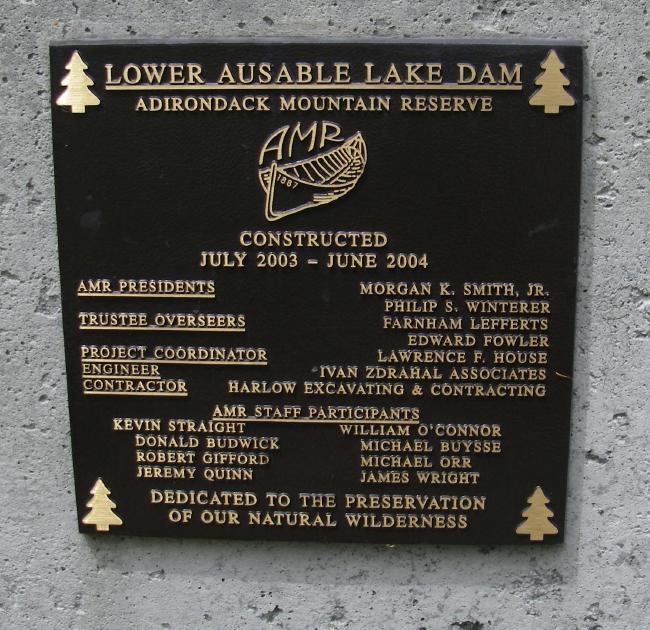 LOWER AUSABLE LAKE DAM
ADIRONDACK MOUNTAIN RESERVE
AMR
1887
CONSTRUCTED
JULY 2003 – JUNE 2004
AMR PRESIDENTS MORGAN K. SMITH, JR.
PHILIP S. WINTERER
TRUSTEE OVERSEERS FARNHAM LEFFERTS
EDWARD FOWLER
PROJECT COORDINATOR LAWRENCE F. HOUSE
ENGINEER IVAN ZDRAHAL ASSOCIATES
CONTRACTOR HARLOW EXCAVATING & CONTRACTING
AMR STAFF PARTICIPANTS
KEVIN STRAIGHT WILLIAM O'CONNOR
DONALD BUDWICK MICHAEL BUYSSE
ROBERT GIFFORD MICHAEL ORR
JEREMY QUINN JAMES WRIGHT
DEDICATED TO THE PRESERVATION
OF OUR NATURAL WILDERNESS